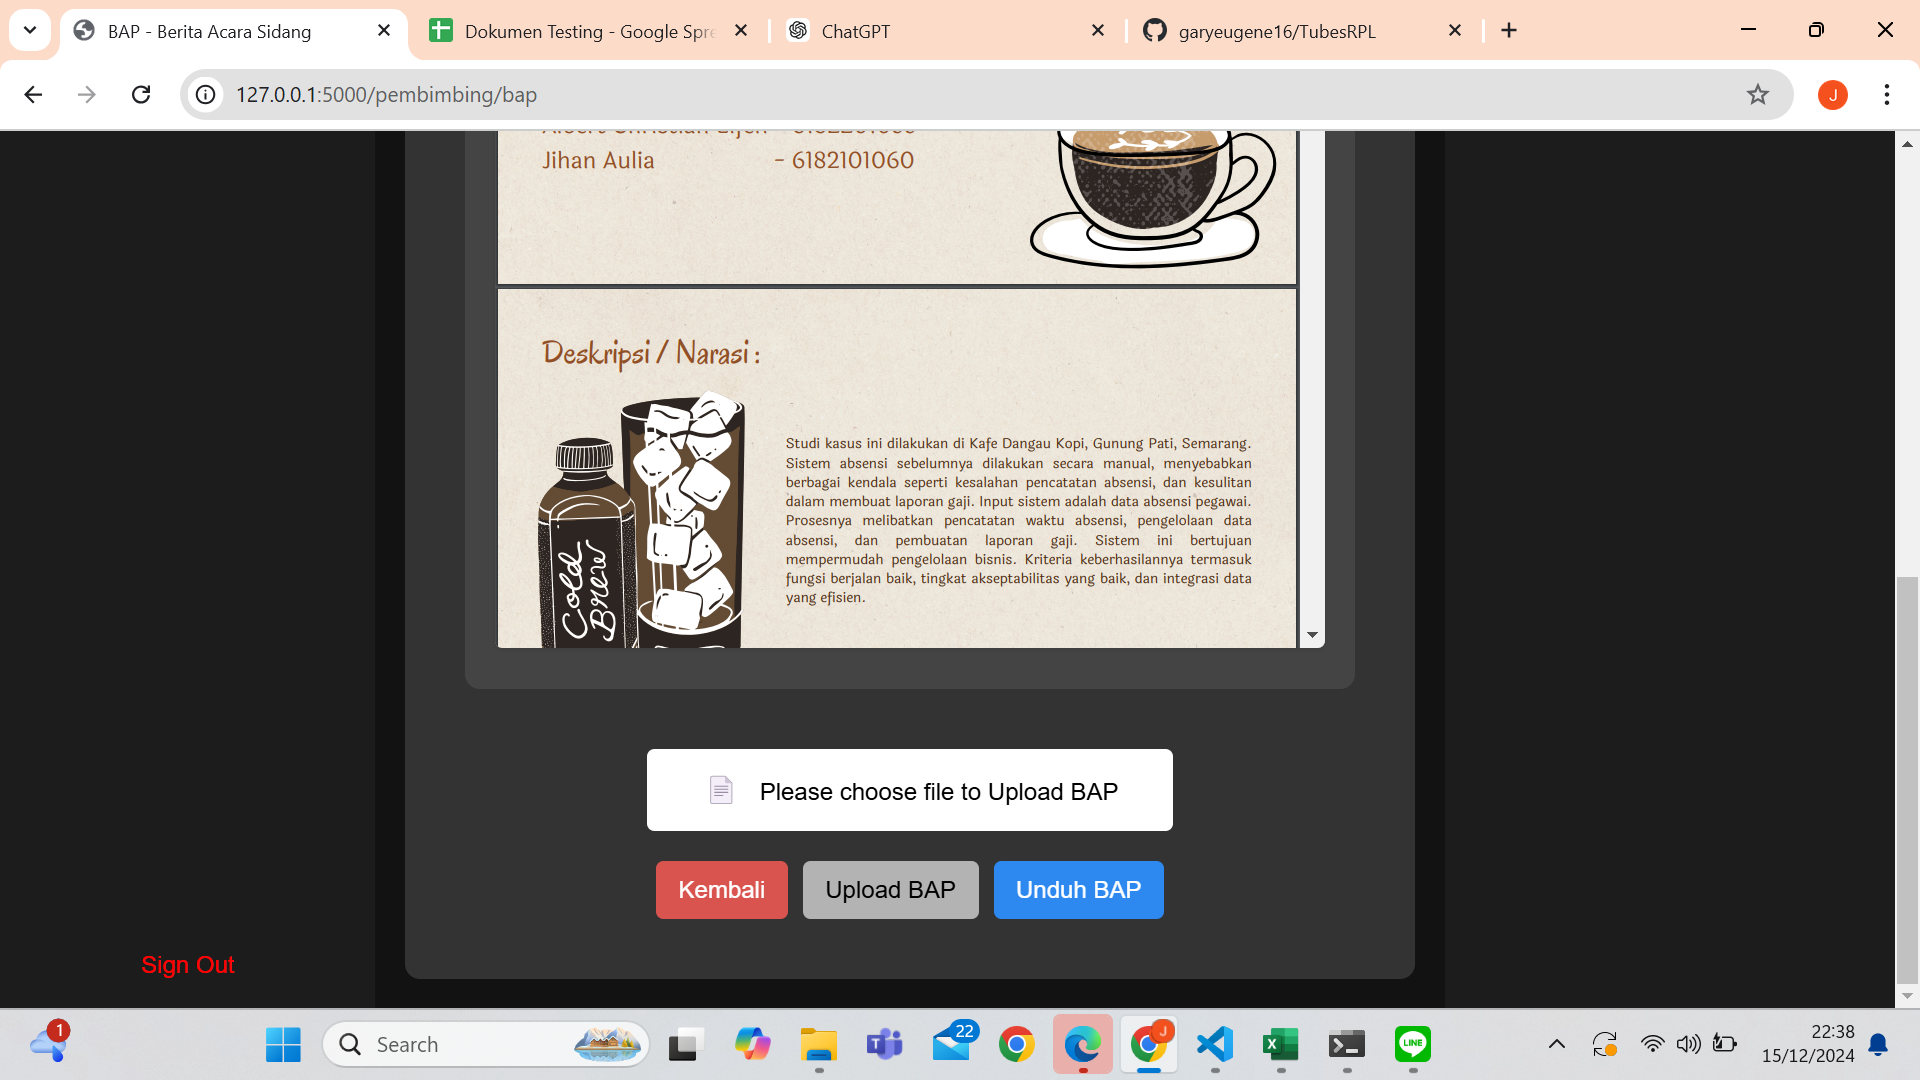 BAP - Berita Acara Sidang
Dokumen Testing - Google Spre
ChatGPT
garyeugene16/TubesRPL
127.0.0.1:5000/pembimbing/bap
J
Jihan Aulia - 6182101060
Deskripsi / Narasi :
Studi kasus ini dilakukan di Kafe Dangau Kopi, Gunung Pati, Semarang.
Sistem absensi sebelumnya dilakukan secara manual, menyebabkan
berbagai kendala seperti kesalahan pencatatan absensi, dan kesulitan
dalam membuat laporan gaji. Input sistem adalah data absensi pegawai.
Prosesnya melibatkan pencatatan waktu absensi, pengelolaan data
absensi, dan pembuatan laporan gaji. Sistem ini bertujuan
mempermudah pengelolaan bisnis. Kriteria keberhasilannya termasuk
fungsi berjalan baik, tingkat akseptabilitas yang baik, dan integrasi data
yang efisien.
Cold
Brew
Please choose file to Upload BAP
Kembali
Upload BAP
Unduh BAP
Sign Out
1
Search
22
J
LINE
22:38
15/12/2024